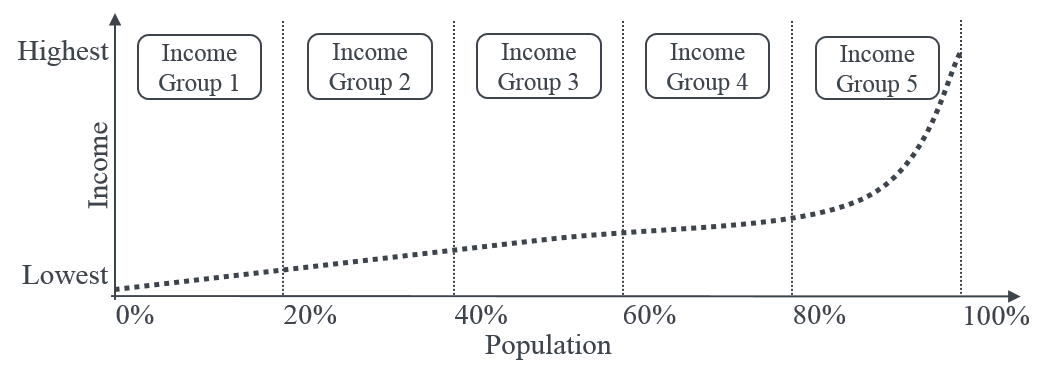 Highest
Income
Group 1
Income
Group 2
Income
Group 3
Income
Group 4
Income
Group 5
Income
Lowest
0%
20%
40%
60%
80%
100%
Population